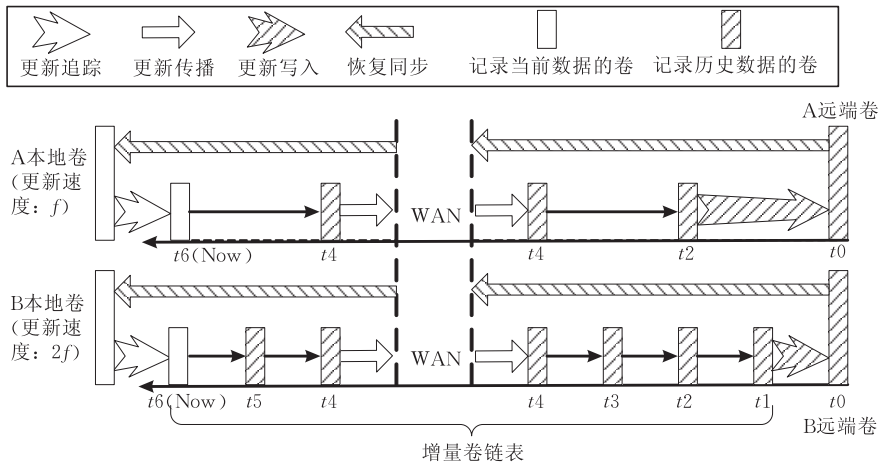 更新追踪 更新传播 更新写入 恢复同步 记录当前数据的卷 记录历史数据的卷
A远端卷
A本地卷
(更新速
度：f)
WAN
t6(Now) t4 t4 t2 t0
B本地卷
(更新速
度：2f)
WAN
t6(Now) t5 t4 t4 t3 t2 t1 t0
B远端卷
增量卷链表